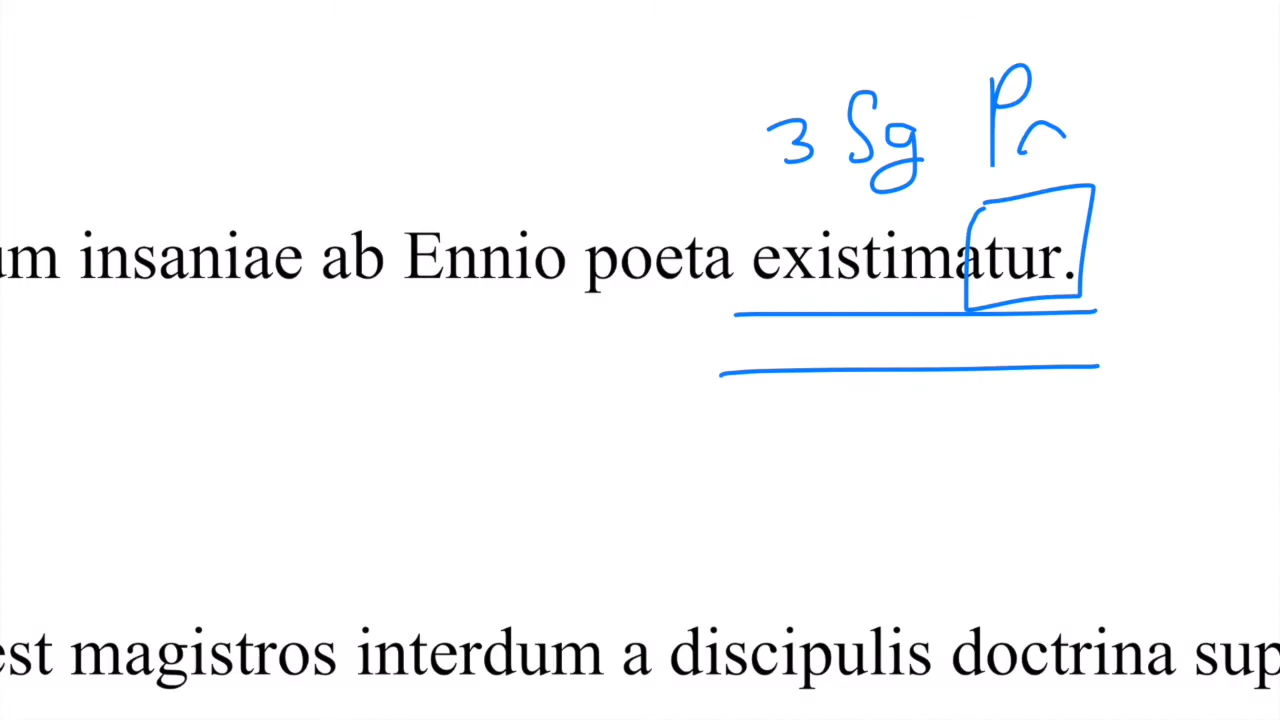 3 Sg Pr
um insaniae ab Ennio poeta existimatur.
est magistros interdum a discipulis doctrina sup